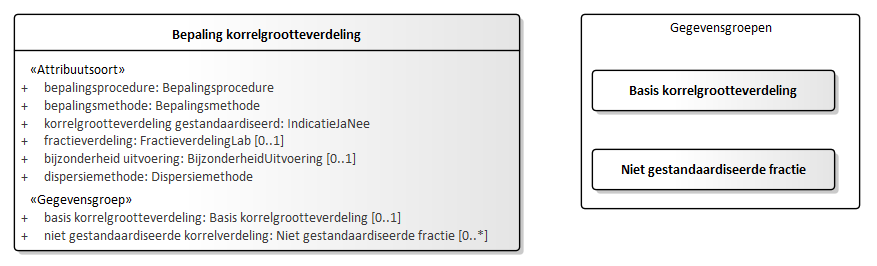 Bepaling korrelgrootteverdeling
«Attribuutsoort»
+ bepalingsprocedure: Bepalingsprocedure
+ bepalingsmethode: Bepalingsmethode
+ korrelgrootteverdeling gestandaardiseerd: IndicatieJaNee
+ fractieverdeling: FractieverdelingLab [0..1]
+ bijzonderheid uitvoering: BijzonderheidUitvoering [0..1]
+ dispersiemethode: Dispersiemethode
«Gegevensgroep»
+ basis korrelgrootteverdeling: Basis korrelgrootteverdeling [0..1]
+ niet gestandaardiseerde korrelverdeling: Niet gestandaardiseerde fractie [0..*]
Gegevensgroepen
Basis korrelgrootteverdeling
Niet gestandaardiseerde fractie